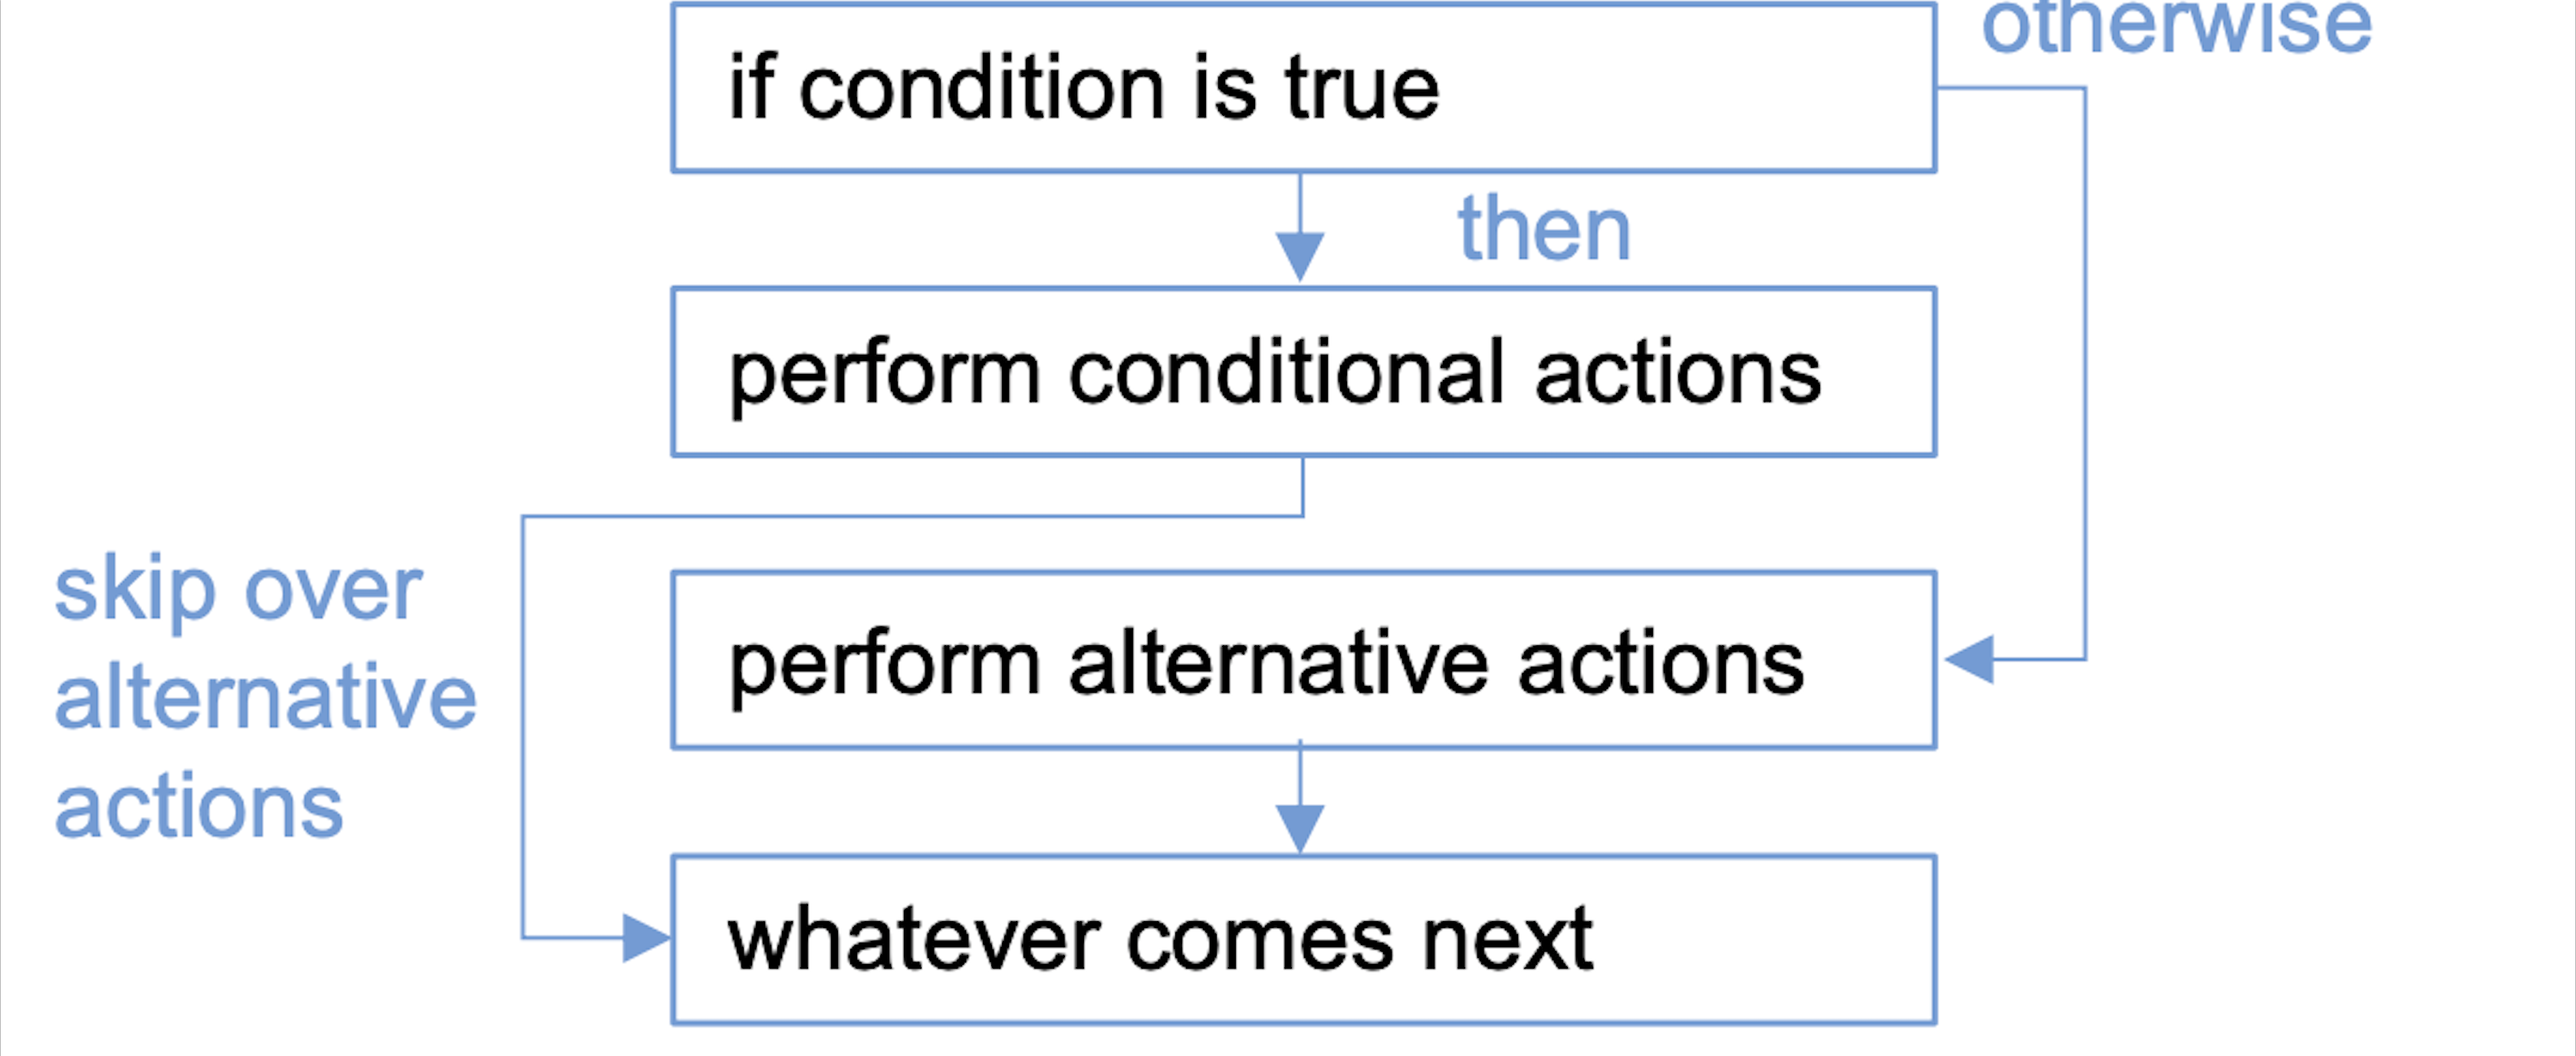 otherwise
if condition is true
then
perform conditional actions
skip over
alternative
actions
perform alternative actions
whatever comes next